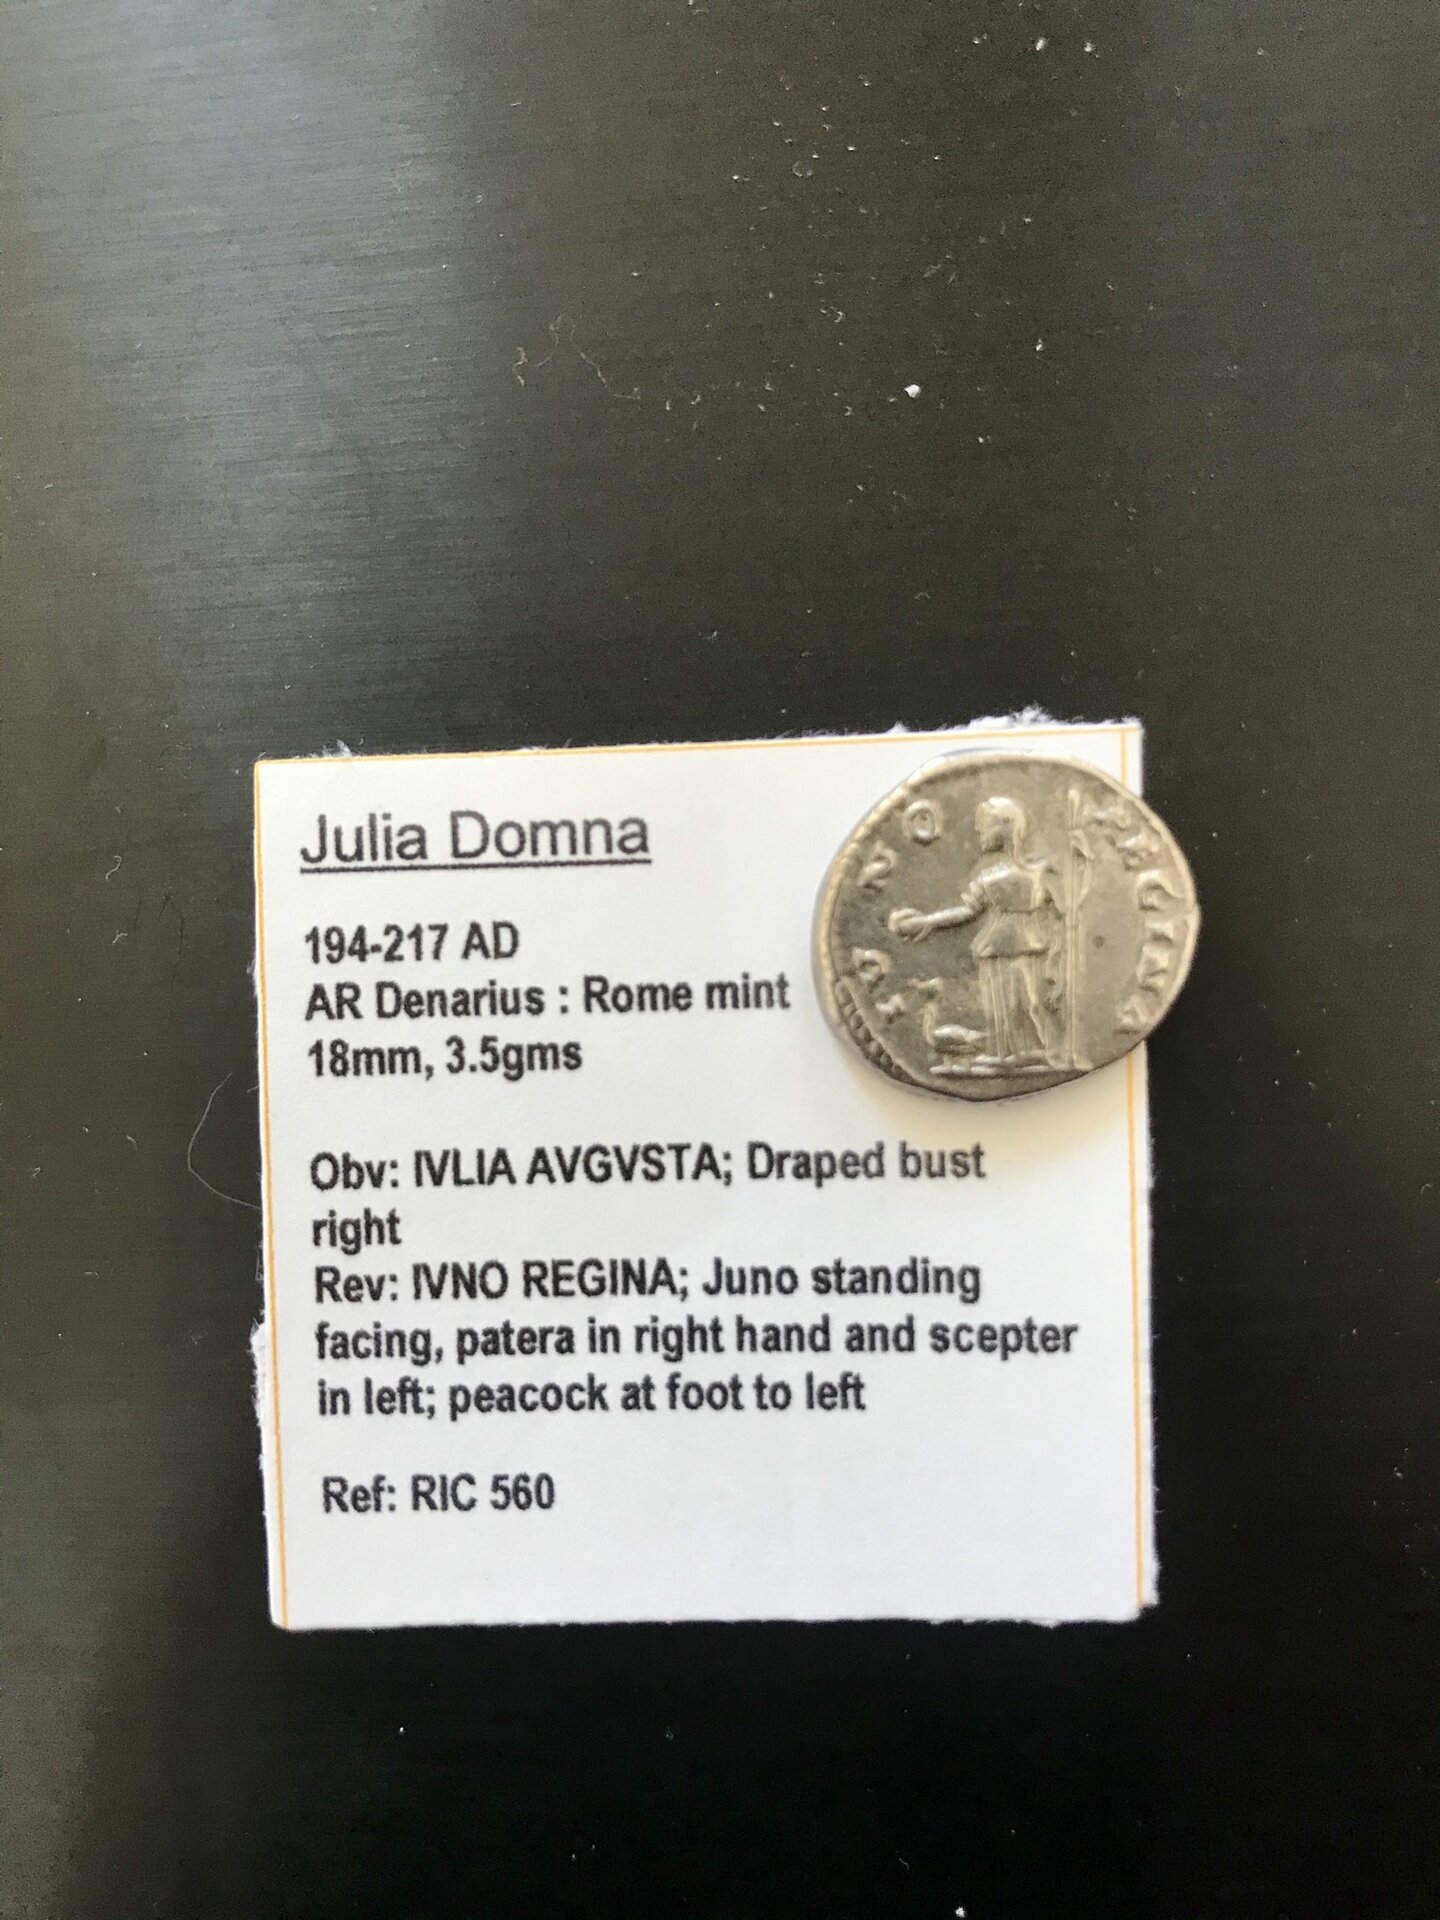 Julia Domna
194-217 AD
AR Denarius : Rome mint
18mm, 3.5gms
Obv: IVLIA AVGVSTA; Draped bust
right
Rev: IVNO REGINA; Juno standing
facing, patera in right hand and scepter
in left; peacock at foot to left
Ref: RIC 560
IVNO REGINA